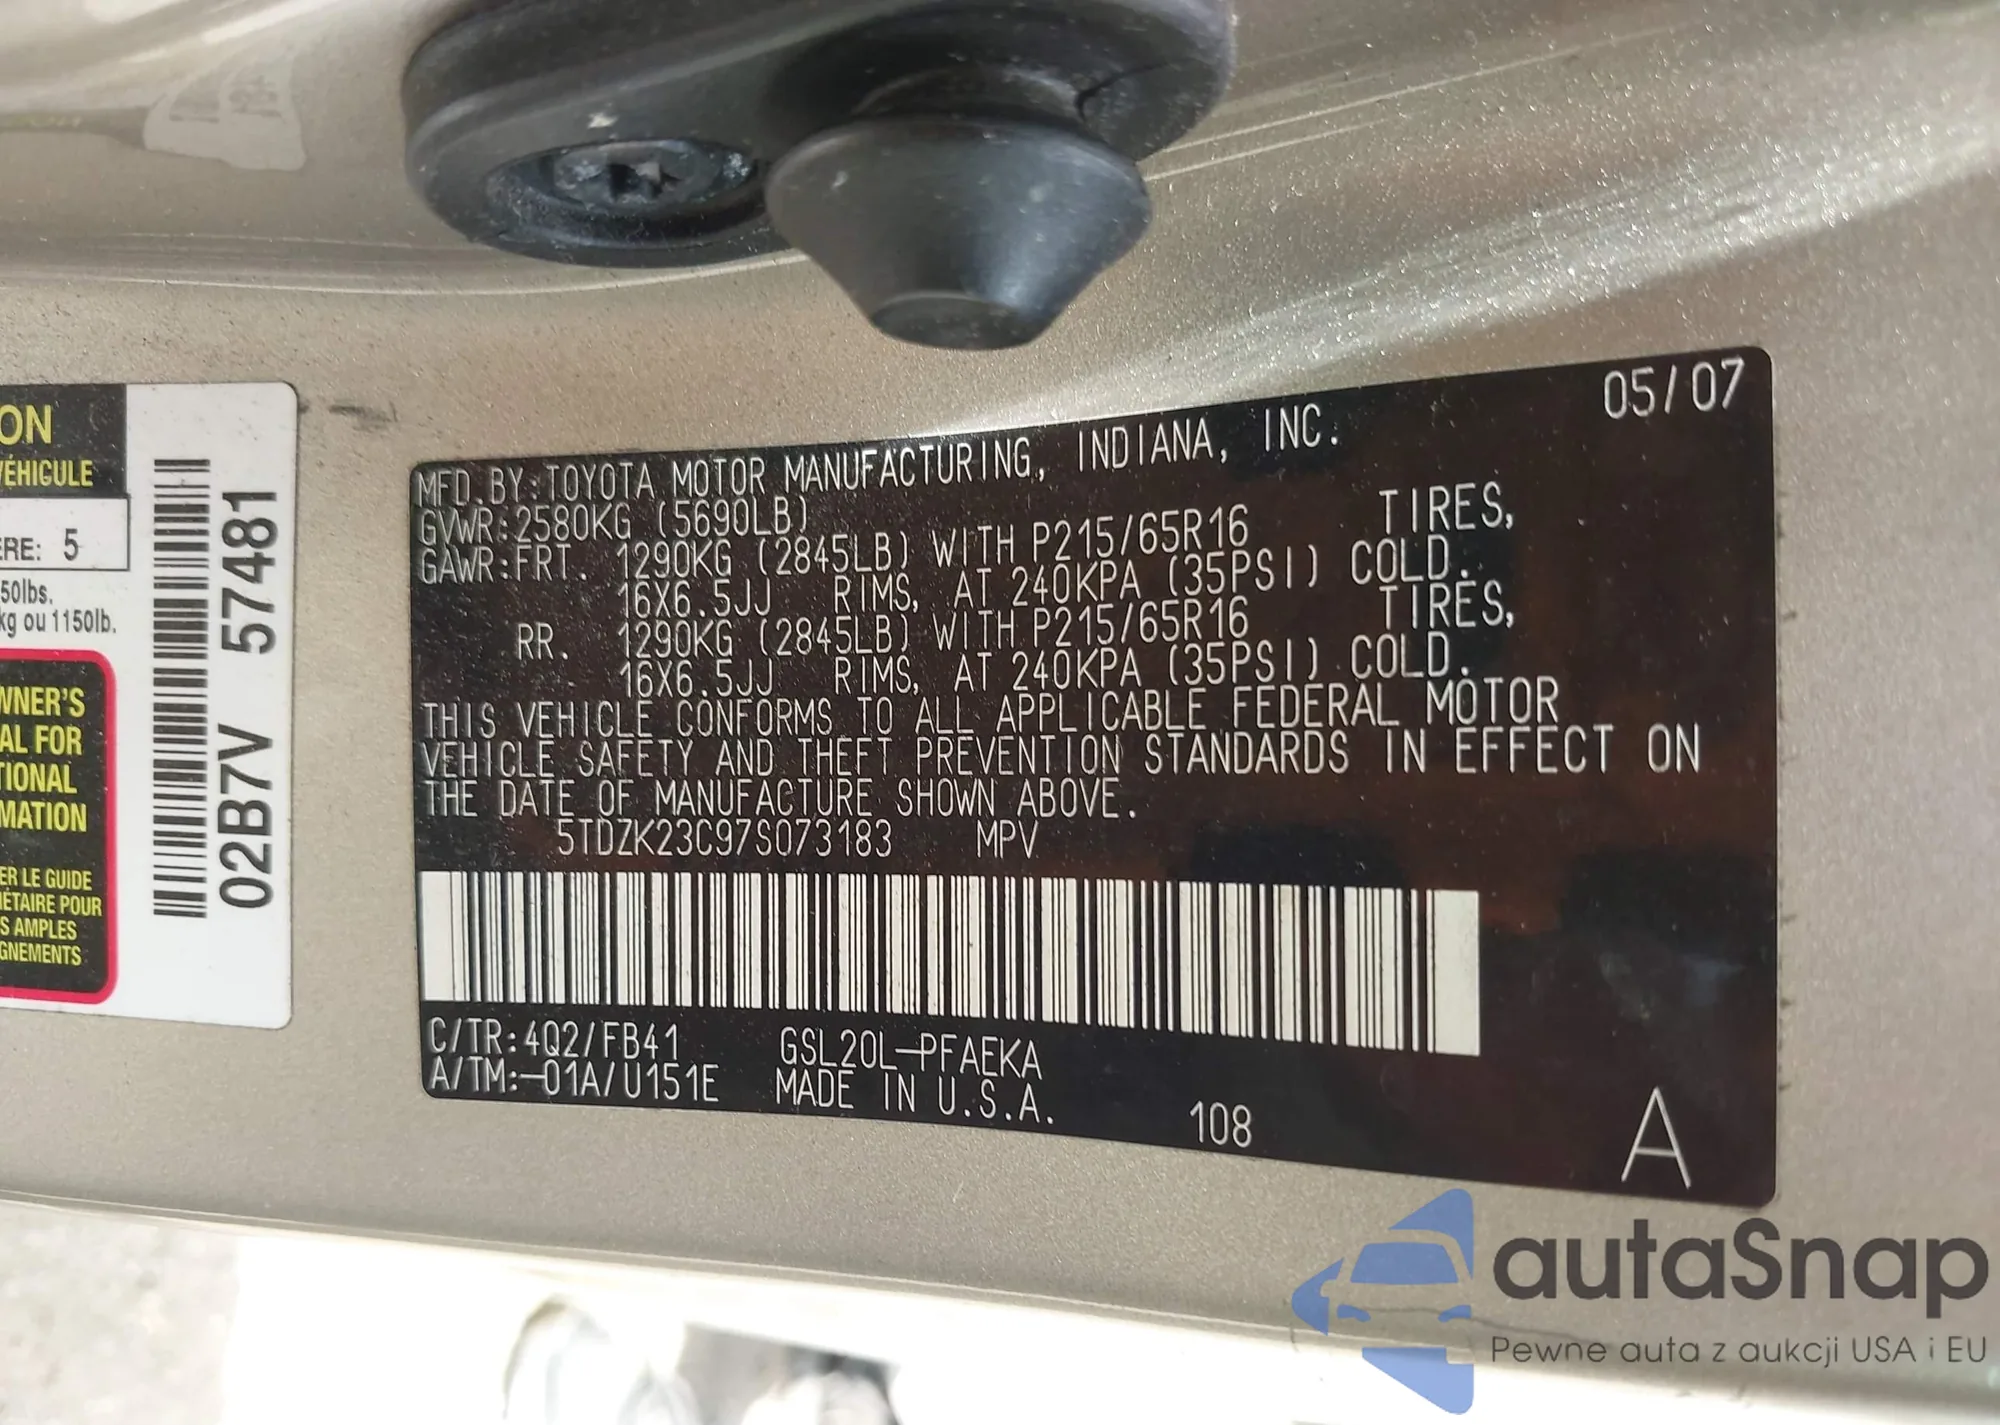 ON
VÉHICULE
ERE: 5
50lbs.
kg ou 1150lb.
WNER'S
AL FOR
TIONAL
MATION
ER LE GUIDE
IÉTAIRE POUR
S AMPLES
GNEMENTS
02B7V 57481
05/07
MFD.BY:TOYOTA MOTOR MANUFACTURING, INDIANA, INC.
GVWR:2580KG (5690LB)
GAWR:FRT. 1290KG (2845LB) WITH P215/65R16 TIRES,
16X6.5JJ RIMS, AT 240KPA (35PSI) COLD.
RR. 1290KG (2845LB) WITH P215/65R16 TIRES,
16X6.5JJ RIMS, AT 240KPA (35PSI) COLD.
THIS VEHICLE CONFORMS TO ALL APPLICABLE FEDERAL MOTOR
VEHICLE SAFETY AND THEFT PREVENTION STANDARDS IN EFFECT ON
THE DATE OF MANUFACTURE SHOWN ABOVE.
5TDZK23C97S073183 MPV
C/TR:4Q2/FB41 GSL20L-PFAEKA
A/TM:-01A/U151E MADE IN U.S.A.
108
A
autaSnap
Pewne auta z aukcji USA i EU